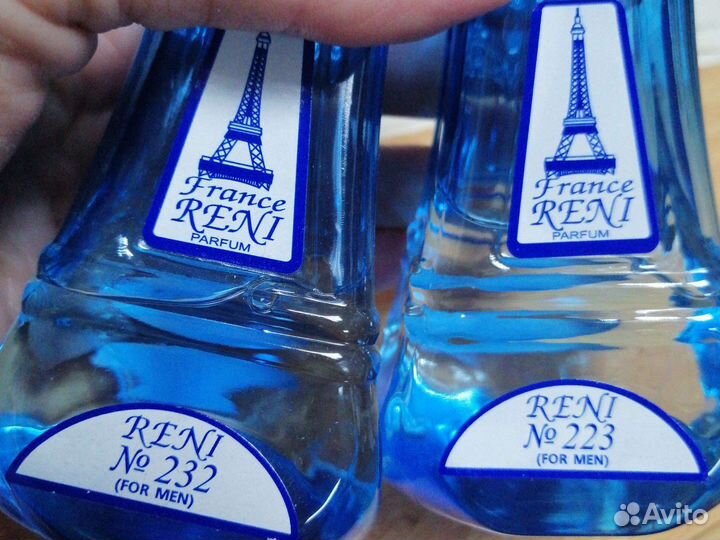 France
RENI
PARFUM
RENI
№ 232
(FOR MEN)
France
RENI
PARFUM
RENI
№ 223
(FOR MEN)
Avito